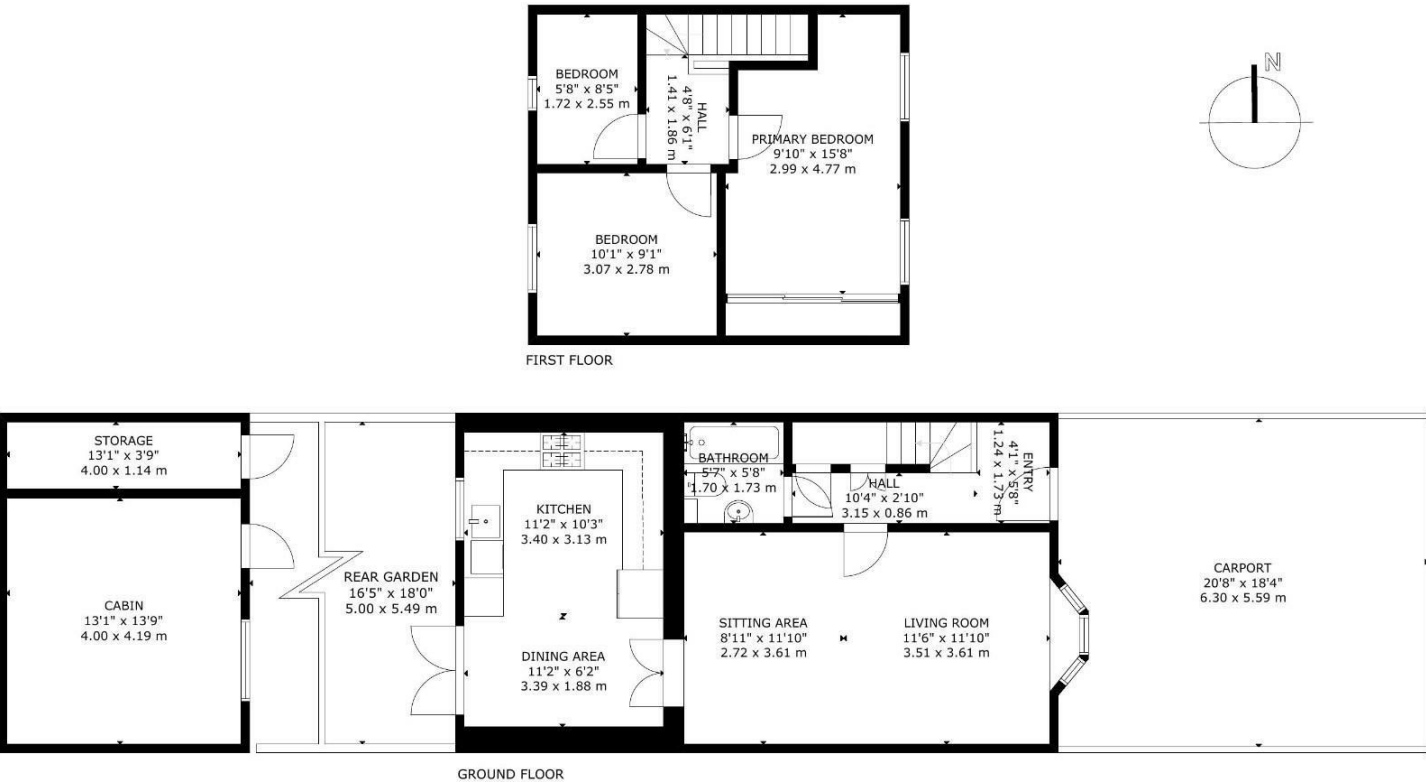 N
BEDROOM
5'8" x 8'5"
1.72 x 2.55 m
HALL
4'8" x 6'1"
1.41 x 1.86 m
PRIMARY BEDROOM
9'10" x 15'8"
2.99 x 4.77 m
BEDROOM
10'1" x 9'1"
3.07 x 2.78 m
FIRST FLOOR
STORAGE
13'1" x 3'9"
4.00 x 1.14 m
CABIN
13'1" x 13'9"
4.00 x 4.19 m
REAR GARDEN
16'5" x 18'0"
5.00 x 5.49 m
KITCHEN
11'2" x 10'3"
3.40 x 3.13 m
DINING AREA
11'2" x 6'2"
3.39 x 1.88 m
BATHROOM
5'7" x 5'8"
1.70 x 1.73 m
HALL
10'4" x 2'10"
3.15 x 0.86 m
ENTRY
4'1" x 5'8"
1.24 x 1.73 m
SITTING AREA
8'11" x 11'10"
2.72 x 3.61 m
LIVING ROOM
11'6" x 11'10"
3.51 x 3.61 m
CARPORT
20'8" x 18'4"
6.30 x 5.59 m
GROUND FLOOR